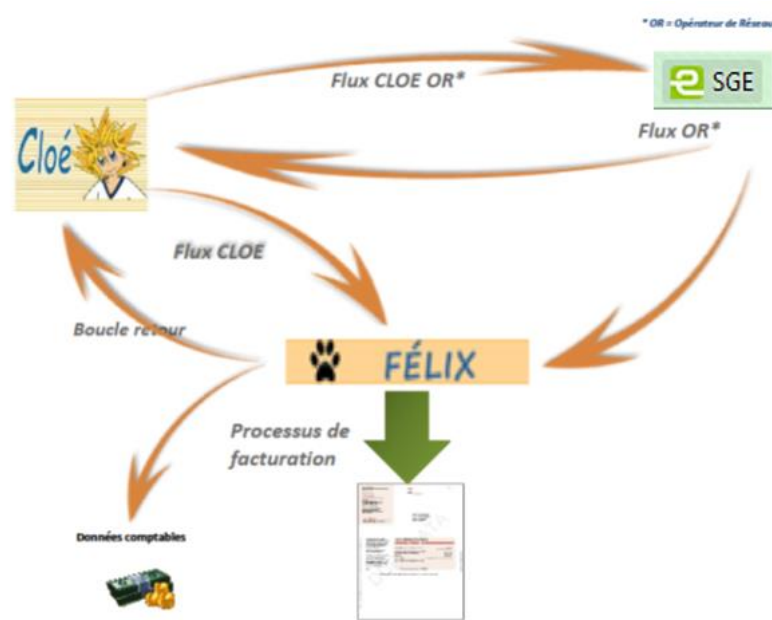 * OR = Opérateur de Réseau
Flux CLOE OR*
SGE
Cloé
Flux OR*
Flux CLOE
Boucle retour
FÉLIX
Processus de
facturation
Données comptables